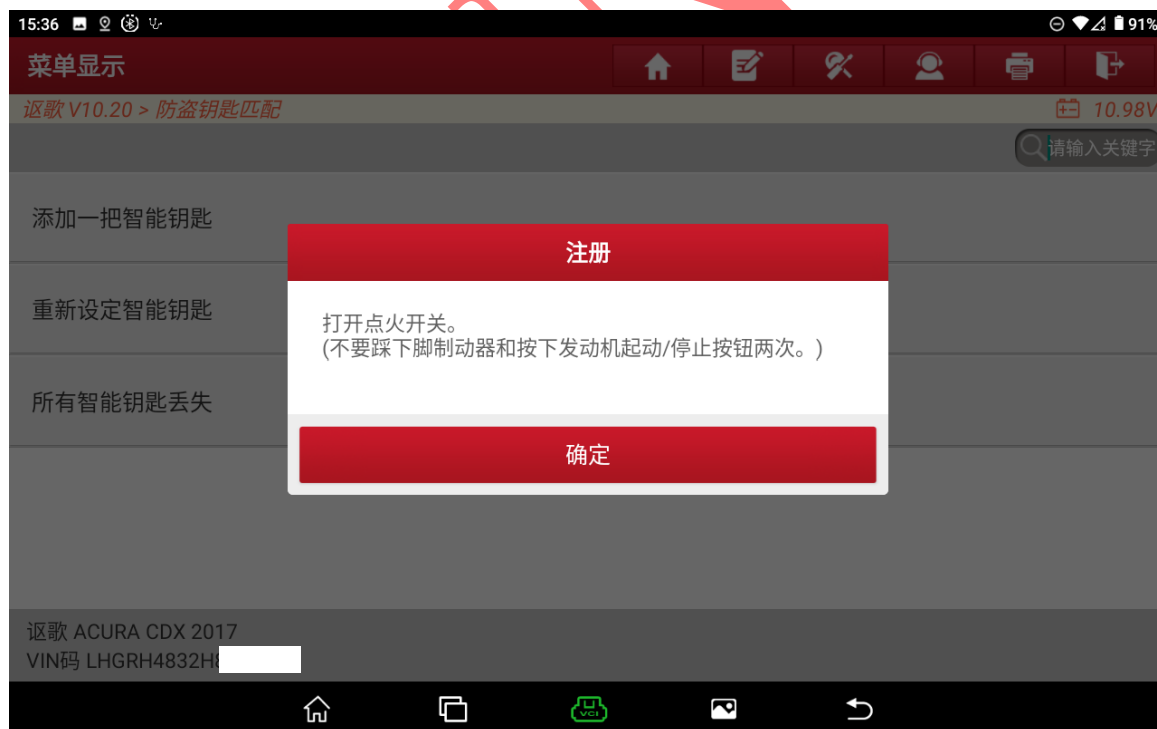 15:36
91%
菜单显示
讴歌 V10.20 > 防盗钥匙匹配
10.98V
请输入关键字
添加一把智能钥匙
注册
重新设定智能钥匙
打开点火开关。
(不要踩下脚制动器和按下发动机起动/停止按钮两次。)
所有智能钥匙丢失
确定
讴歌 ACURA CDX 2017
VIN码 LHGRH4832H
VCI